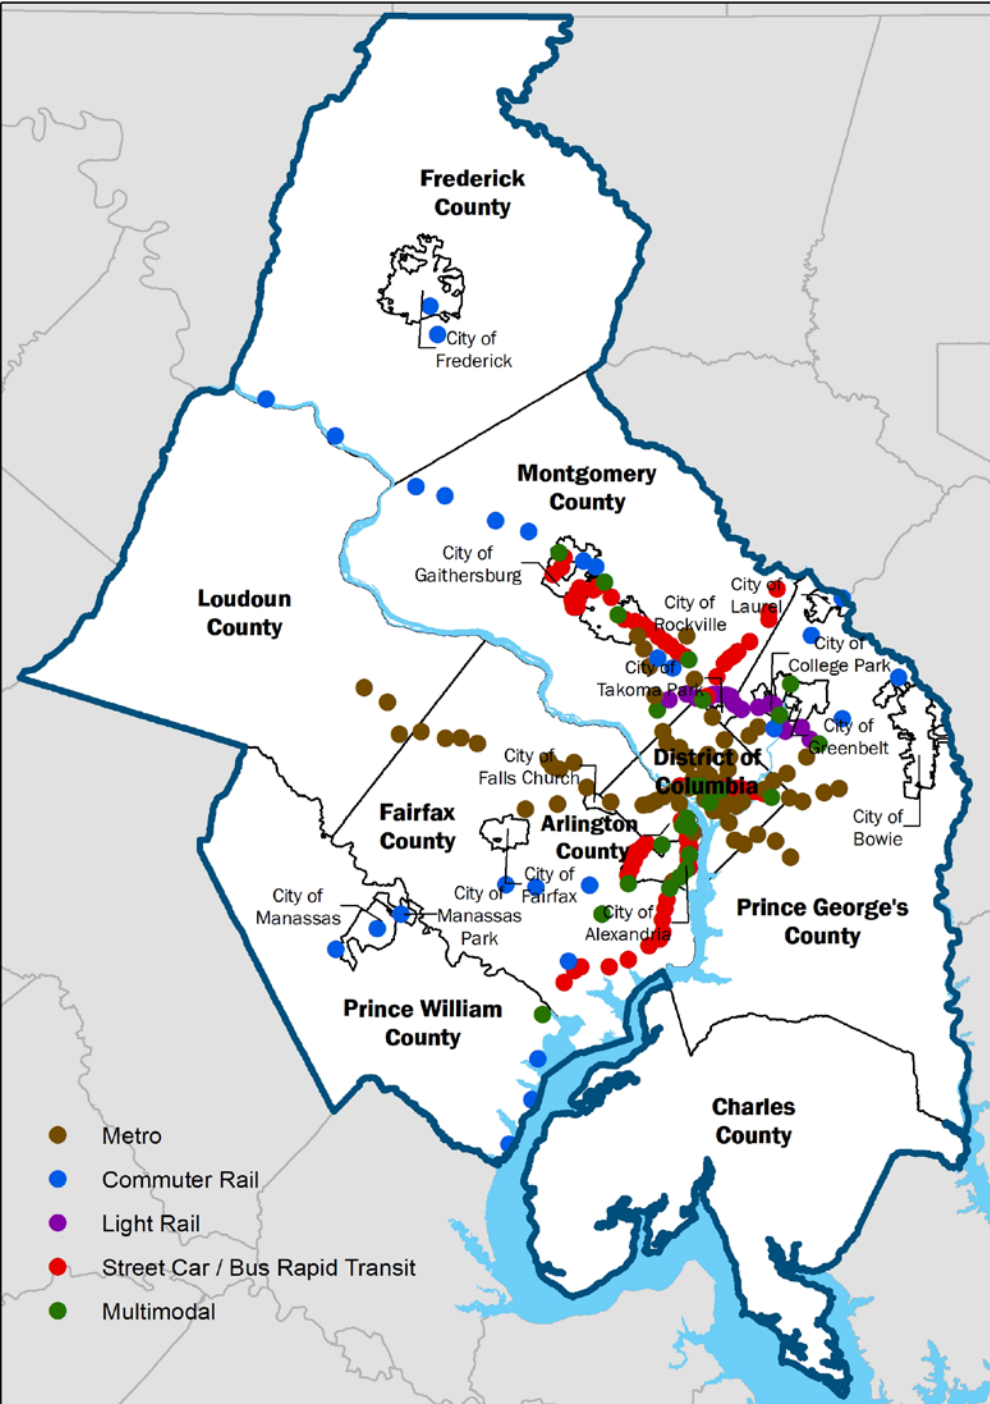 Frederick
County
City of
Frederick
Montgomery
County
City of
Gaithersburg
City of
Laurel
City of
Rockville
Loudoun
County
City of
College Park
City of
Takoma Park
City of
Greenbelt
City of
Falls Church
District of
Columbia
Fairfax
County
Arlington
County
City of
Bowie
City of
Fairfax
City of
Manassas
City of
Manassas
Park
City of
Alexandria
Prince George's
County
Prince William
County
Charles
County
Metro
Commuter Rail
Light Rail
Street Car / Bus Rapid Transit
Multimodal